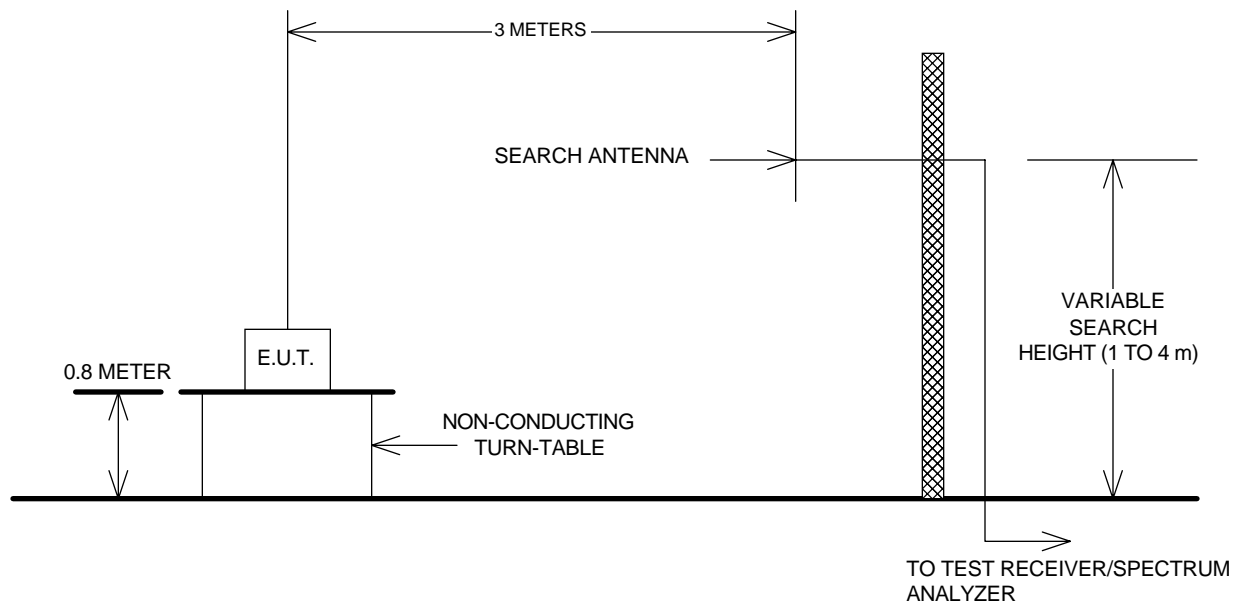 3 METERS
SEARCH ANTENNA
E.U.T.
0.8 METER
VARIABLE
SEARCH
HEIGHT (1 TO 4 m)
NON-CONDUCTING
TURN-TABLE
TO TEST RECEIVER/SPECTRUM
ANALYZER